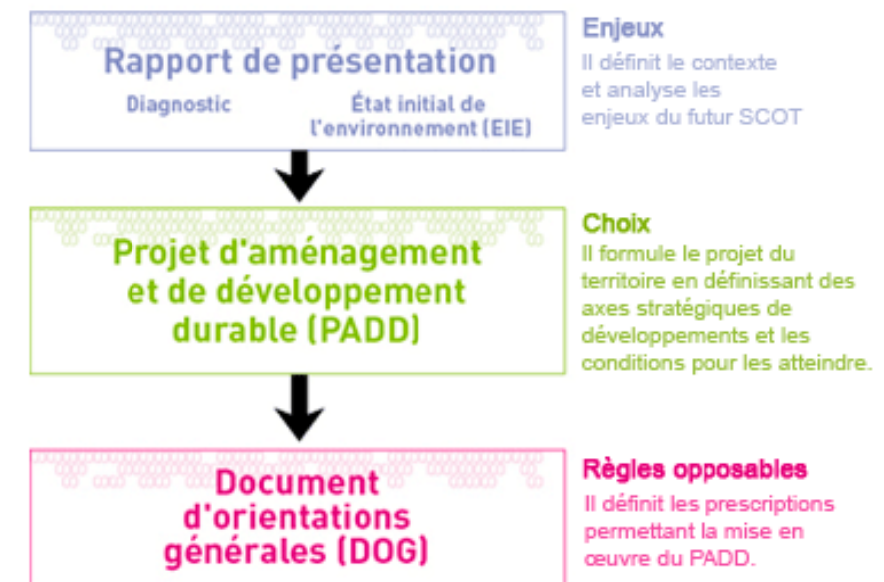 Rapport de présentation
Diagnostic
État initial de
l'environnement (EIE)
Enjeux
Il définit le contexte
et analyse les
enjeux du futur SCOT
Projet d'aménagement
et de développement
durable (PADD)
Choix
Il formule le projet du
territoire en définissant des
axes stratégiques de
développements et les
conditions pour les atteindre.
Document
d'orientations
générales (DOG)
Règles opposables
Il définit les prescriptions
permettant la mise en
œuvre du PADD.